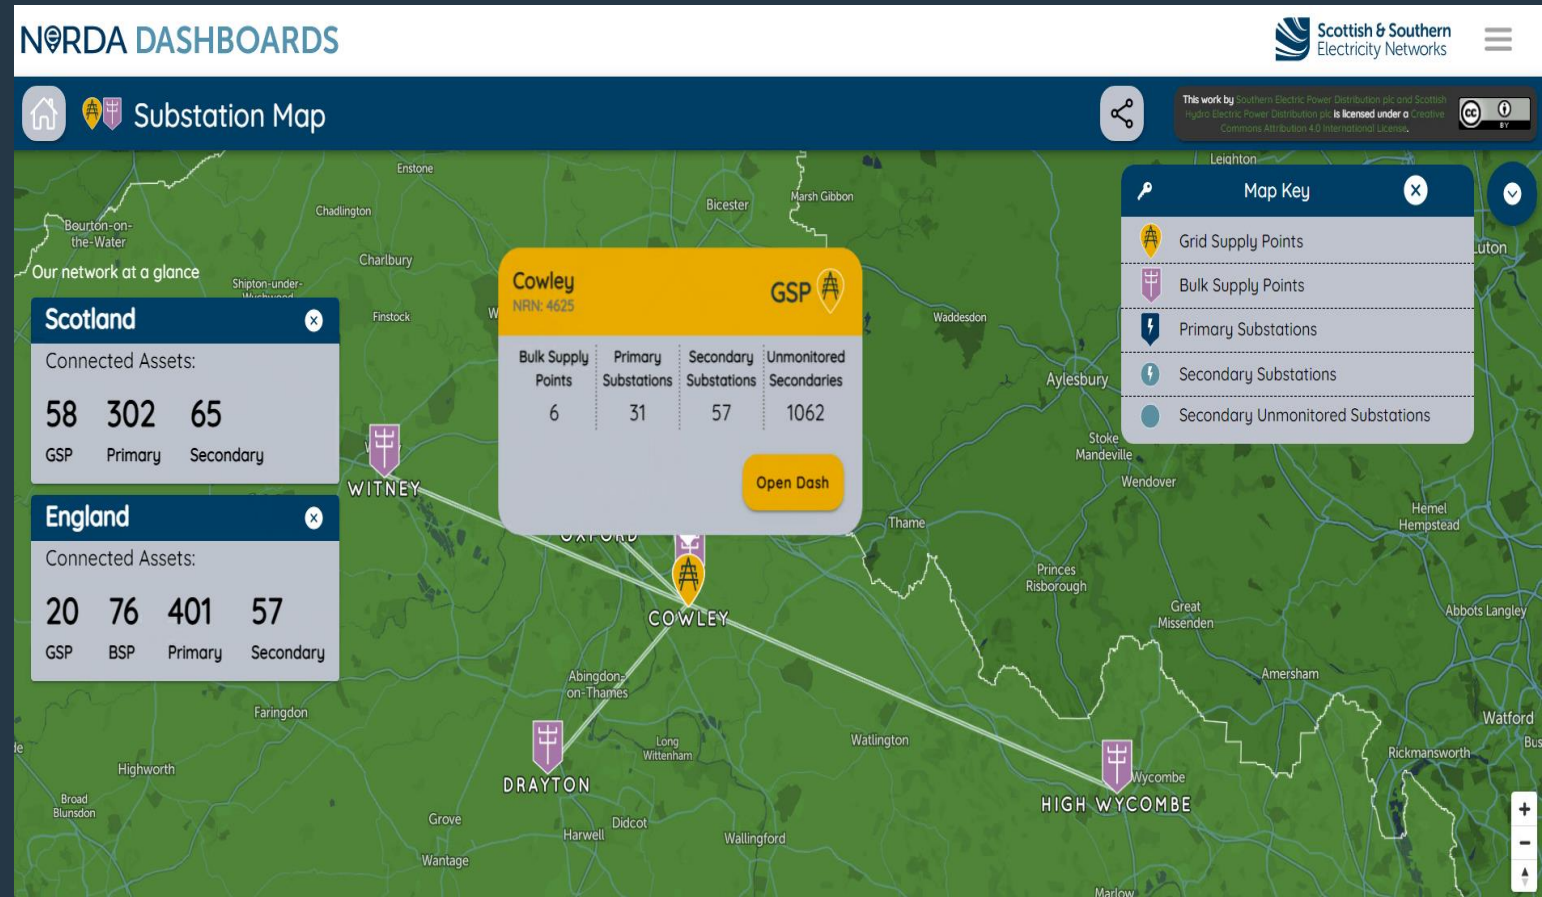 NeRDA DASHBOARDS
Scottish & Southern
Electricity Networks
Substation Map
This work by Southern Electric Power Distribution plc and Scottish
Hydro Electric Power Distribution plc is licensed under a Creative
Commons Attribution 4.0 International License.
cc
BY
Enstone
Chadlington
Bicester
Marsh Gibbon
Leighton
Bourton-on-
the-Water
Charlbury
Our network at a glance
Shipton-under-
Finstock
W
Waddesdon
Luton
Scotland
Connected Assets:
58 302 65
GSP Primary Secondary
England
Connected Assets:
20 76 401 57
GSP BSP Primary Secondary
Cowley
NRN: 4625
GSP
Bulk Supply
Points
6
Primary
Substations
31
Secondary
Substations
57
Unmonitored
Secondaries
1062
Open Dash
Map Key
Grid Supply Points
Bulk Supply Points
Primary Substations
Secondary Substations
Secondary Unmonitored Substations
Aylesbury
Stoke
Mandeville
Wendover
WITNEY
Hemel
Hempstead
Thame
OXFORD
Princes
Risborough
COWLEY
Great
Missenden
Abbots Langley
Abingdon-
on-Thames
Amersham
Faringdon
Watford
Bus
Long
Wittenham
Watlington
Rickmansworth
Highworth
DRAYTON
Wycombe
HIGH WYCOMBE
Broad
Blunsdon
Grove
Didcot
Harwell
Wallingford
Wantage
Marlow
+
−